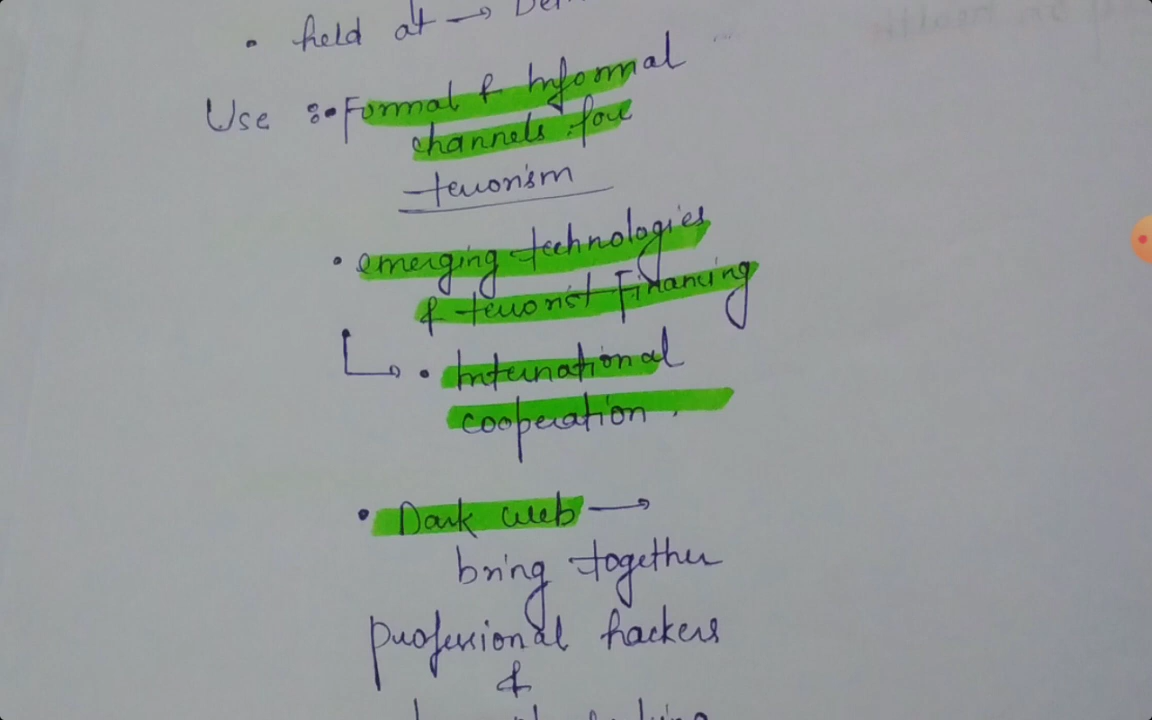 • held at →
Use :• Formal & Informal
channels for
terrorism
• emerging technologies
& terrorist Financing
↳ • International
cooperation.
• Dark web →
bring together
professional hackers
&